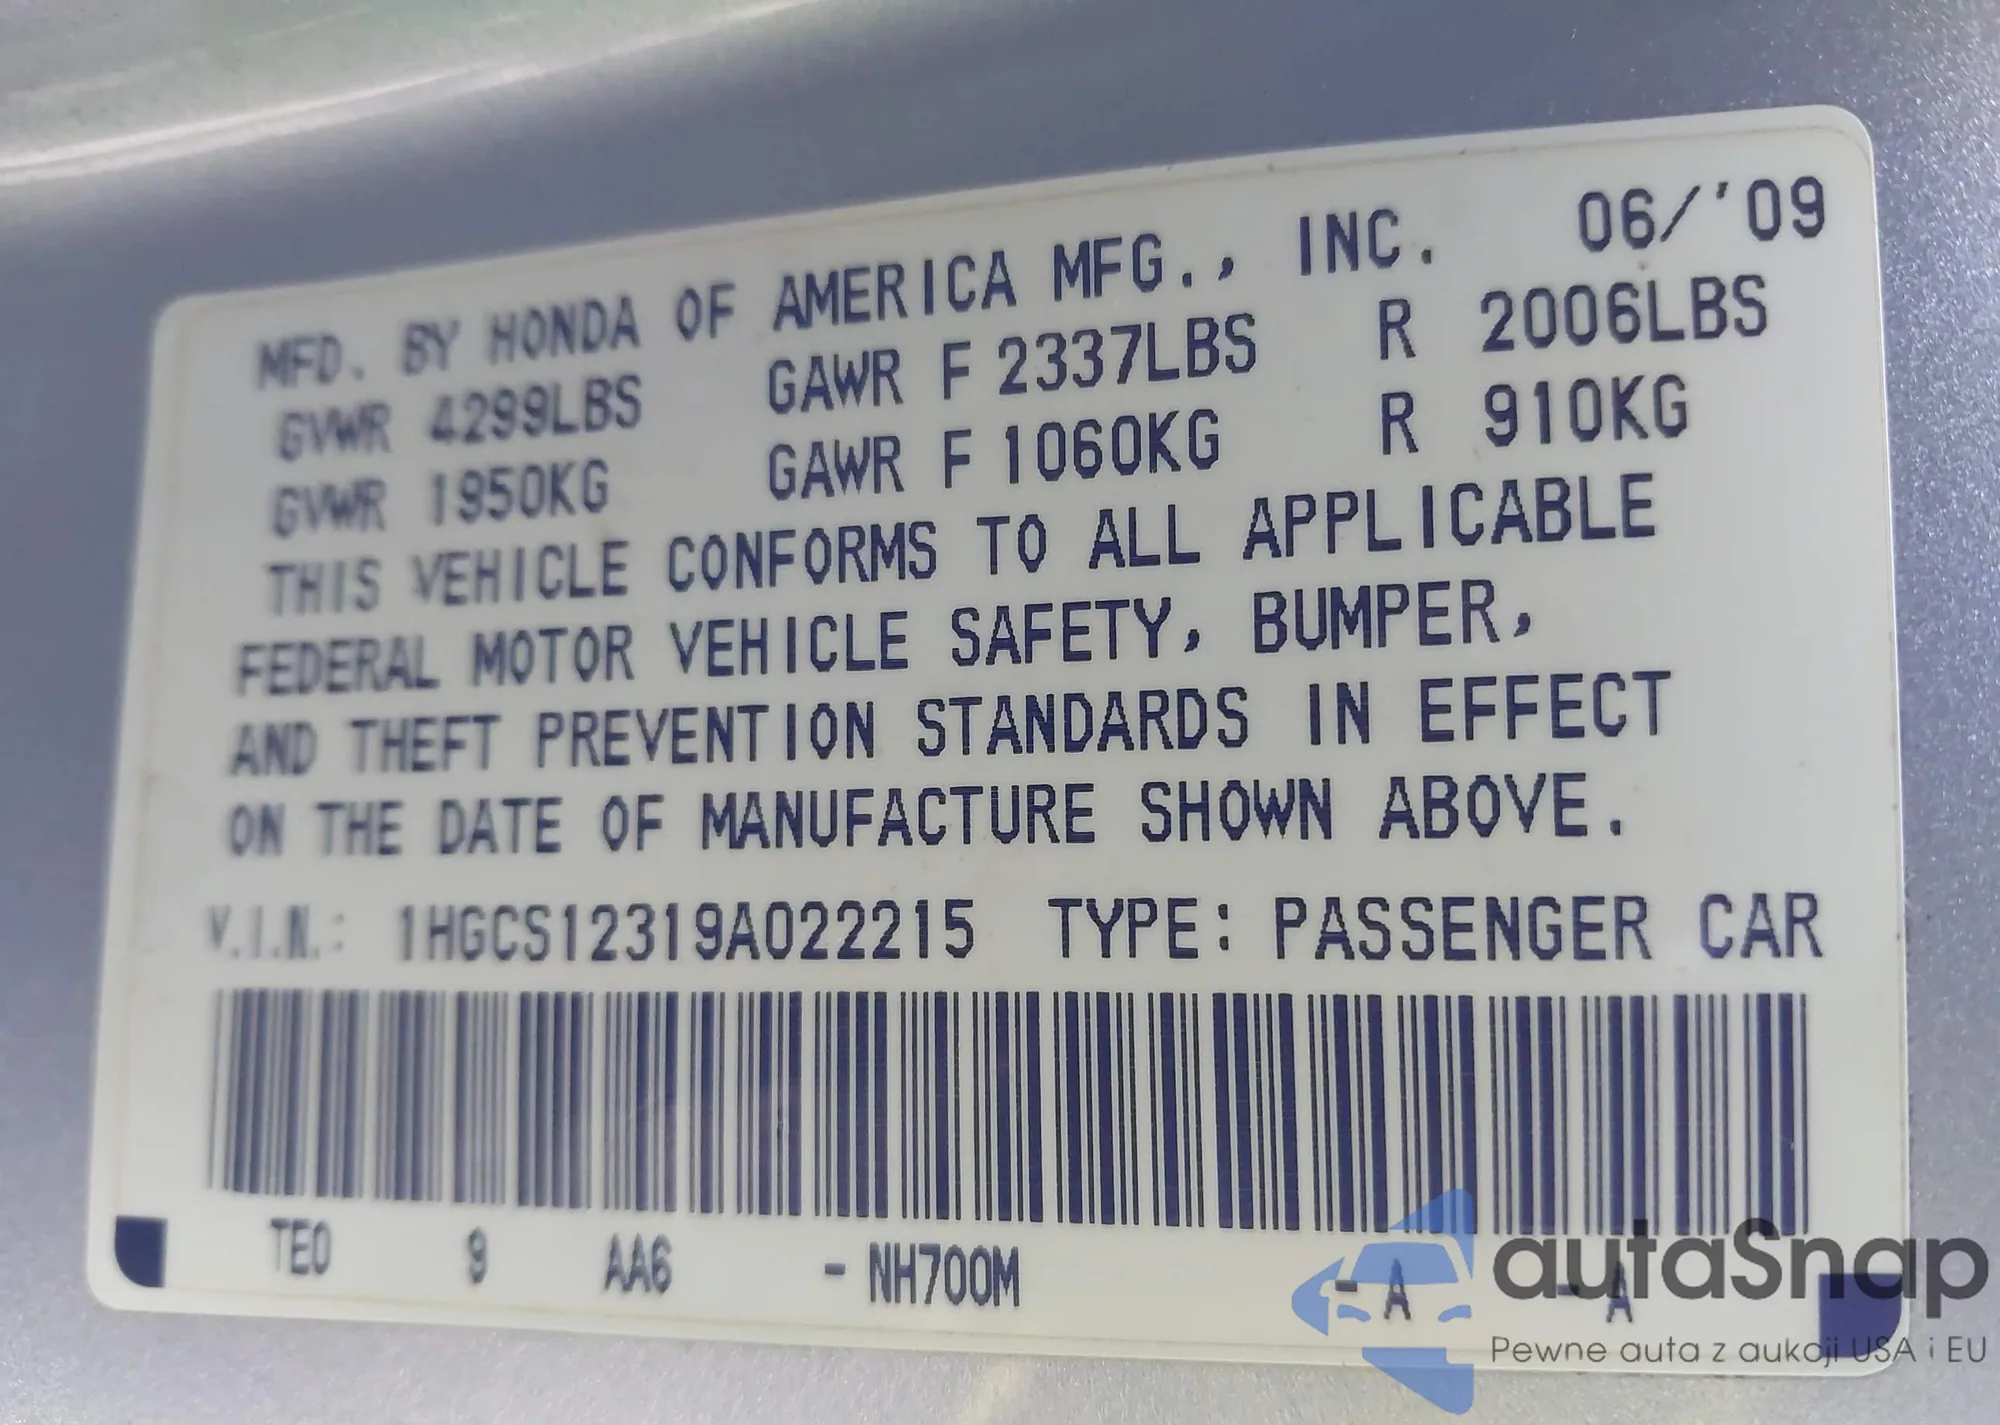 MFD. BY HONDA OF AMERICA MFG., INC. 06/'09
GVWR 4299LBS GAWR F 2337LBS R 2006LBS
GVWR 1950KG GAWR F 1060KG R 910KG
THIS VEHICLE CONFORMS TO ALL APPLICABLE
FEDERAL MOTOR VEHICLE SAFETY, BUMPER,
AND THEFT PREVENTION STANDARDS IN EFFECT
ON THE DATE OF MANUFACTURE SHOWN ABOVE.
V.I.N.: 1HGCS12319A022215 TYPE: PASSENGER CAR
TE0 9 AA6 - NH700M - A - A
autaSnap
Pewne auta z aukcji USA i EU